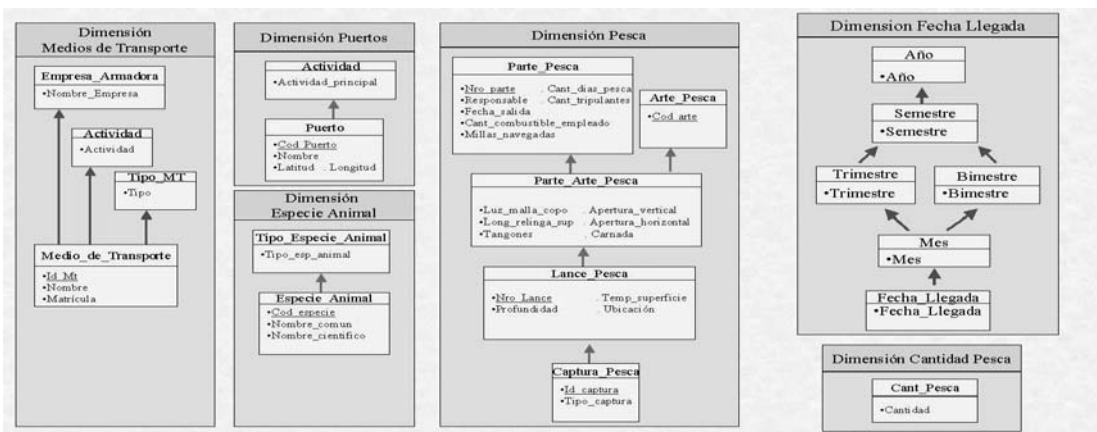 Dimensión
Medios de Transporte
Empresa_Armadora
•Nombre_Empresa
Actividad
•Actividad
Tipo_MT
•Tipo
Medio_de_Transporte
•Id_Mt
•Nombre
•Matrícula
Dimensión Puertos
Actividad
•Actividad_principal
Puerto
•Cod_Puerto
•Nombre
•Latitud . Longitud
Dimensión
Especie Animal
Tipo_Especie_Animal
•Tipo_esp_animal
Especie_Animal
•Cod_especie
•Nombre_comun
•Nombre_cientifico
Dimensión Pesca
Parte_Pesca
•Nro_parte . Cant_dias_pesca
•Responsable . Cant_tripulantes
•Fecha_salida
•Cant_combustible_empleado
•Millas_navegadas
Arte_Pesca
•Cod_arte
Parte_Arte_Pesca
•Luz_malla_copo . Apertura_vertical
•Long_relinga_sup . Apertura_horizontal
•Tangones . Carnada
Lance_Pesca
•Nro_Lance . Temp_superficie
•Profundidad . Ubicación
Captura_Pesca
•Id_captura
•Tipo_captura
Dimension Fecha Llegada
Año
•Año
Semestre
•Semestre
Trimestre
•Trimestre
Bimestre
•Bimestre
Mes
•Mes
Fecha_Llegada
•Fecha_Llegada
Dimensión Cantidad Pesca
Cant_Pesca
•Cantidad